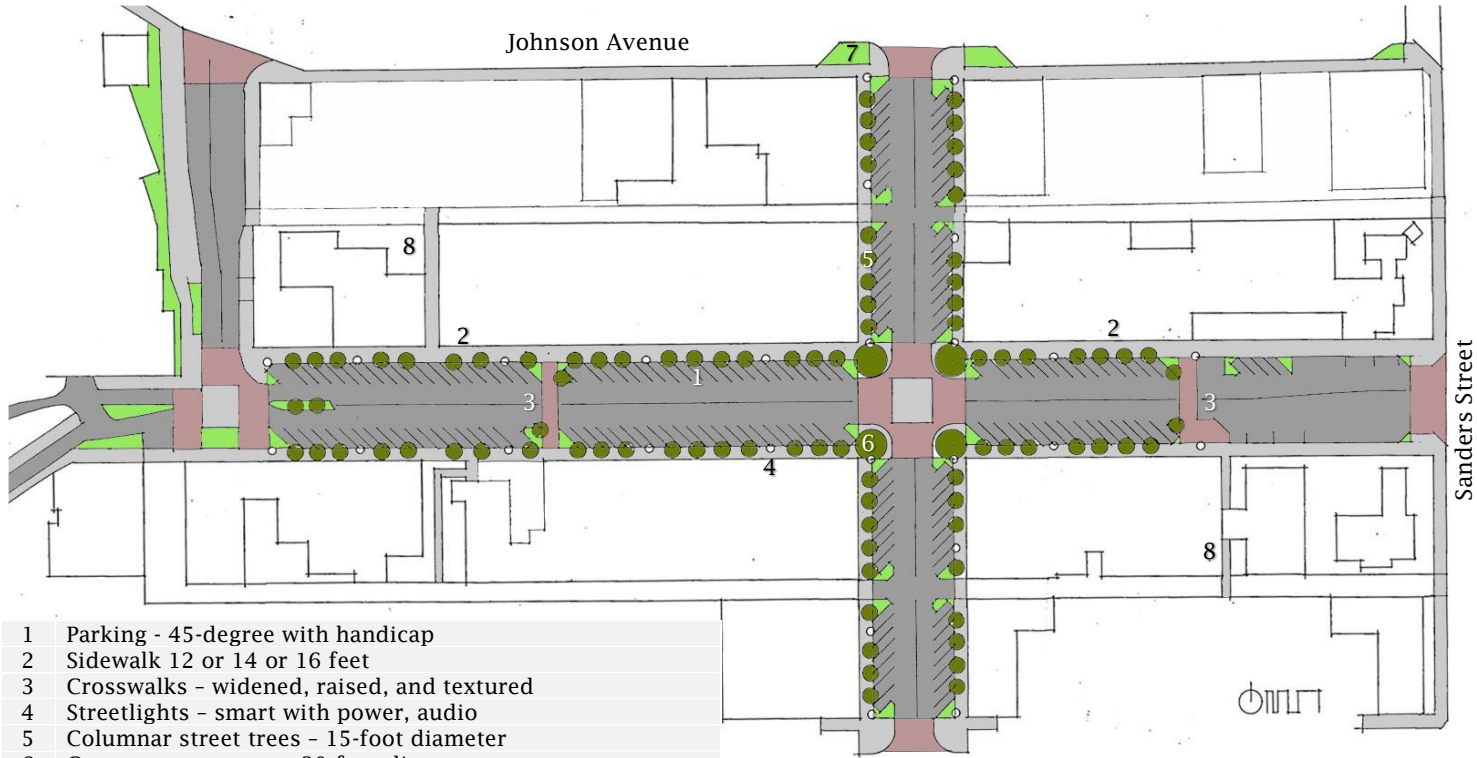 Johnson Avenue
7
8
5
2
2
1
3
3
Sanders Street
6
4
8
1 Parking - 45-degree with handicap
2 Sidewalk 12 or 14 or 16 feet
3 Crosswalks – widened, raised, and textured
4 Streetlights – smart with power, audio
5 Columnar street trees – 15-foot diameter